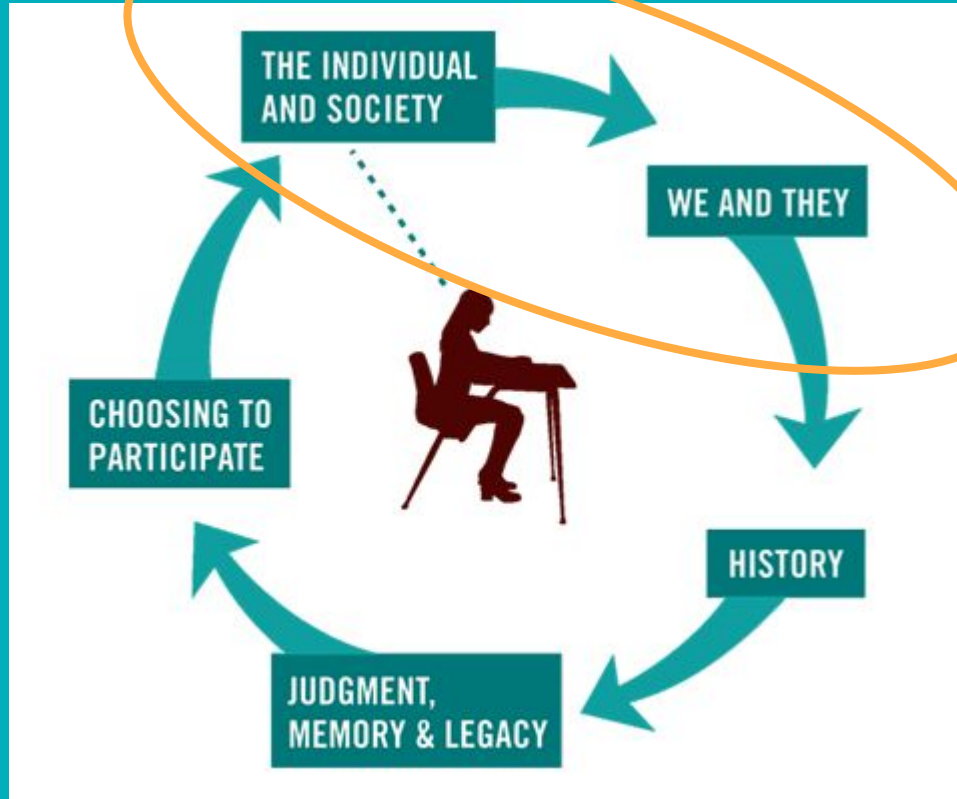 THE INDIVIDUAL
AND SOCIETY
WE AND THEY
HISTORY
JUDGMENT,
MEMORY & LEGACY
CHOOSING TO
PARTICIPATE